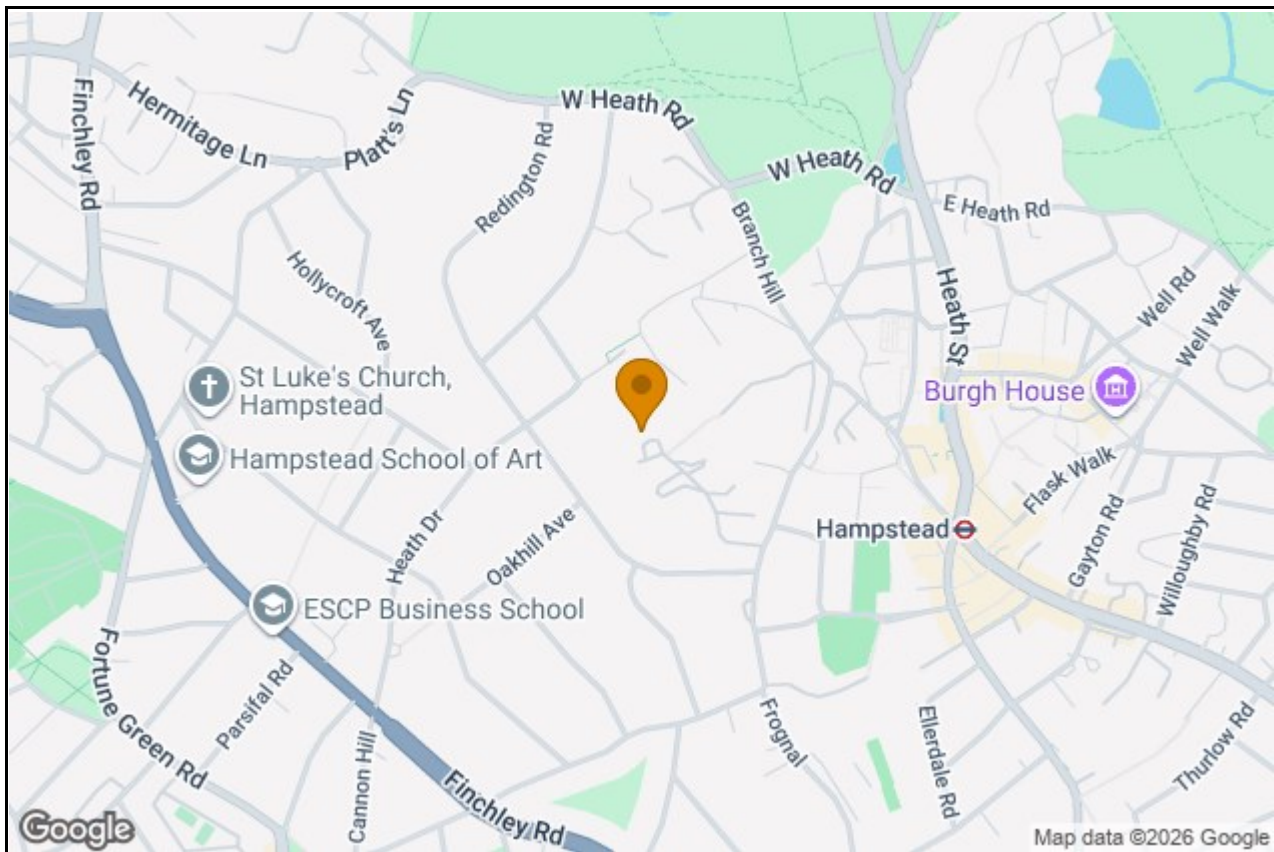 Finchley Rd
Hermitage Ln
Platt's Ln
W Heath Rd
Redington Rd
W Heath Rd
E Heath Rd
Branch Hill
Hollycroft Ave
Heath St
Well Rd
Well Walk
St Luke's Church,
Hampstead
Burgh House
Hampstead School of Art
Flask Walk
Hampstead
Gayton Rd
Willoughby Rd
Heath Dr
Oakhill Ave
ESCP Business School
Fortune Green Rd
Parsifal Rd
Cannon Hill
Finchley Rd
Frognal
Ellerdale Rd
Thurlow Rd
Google
Map data ©2026 Google